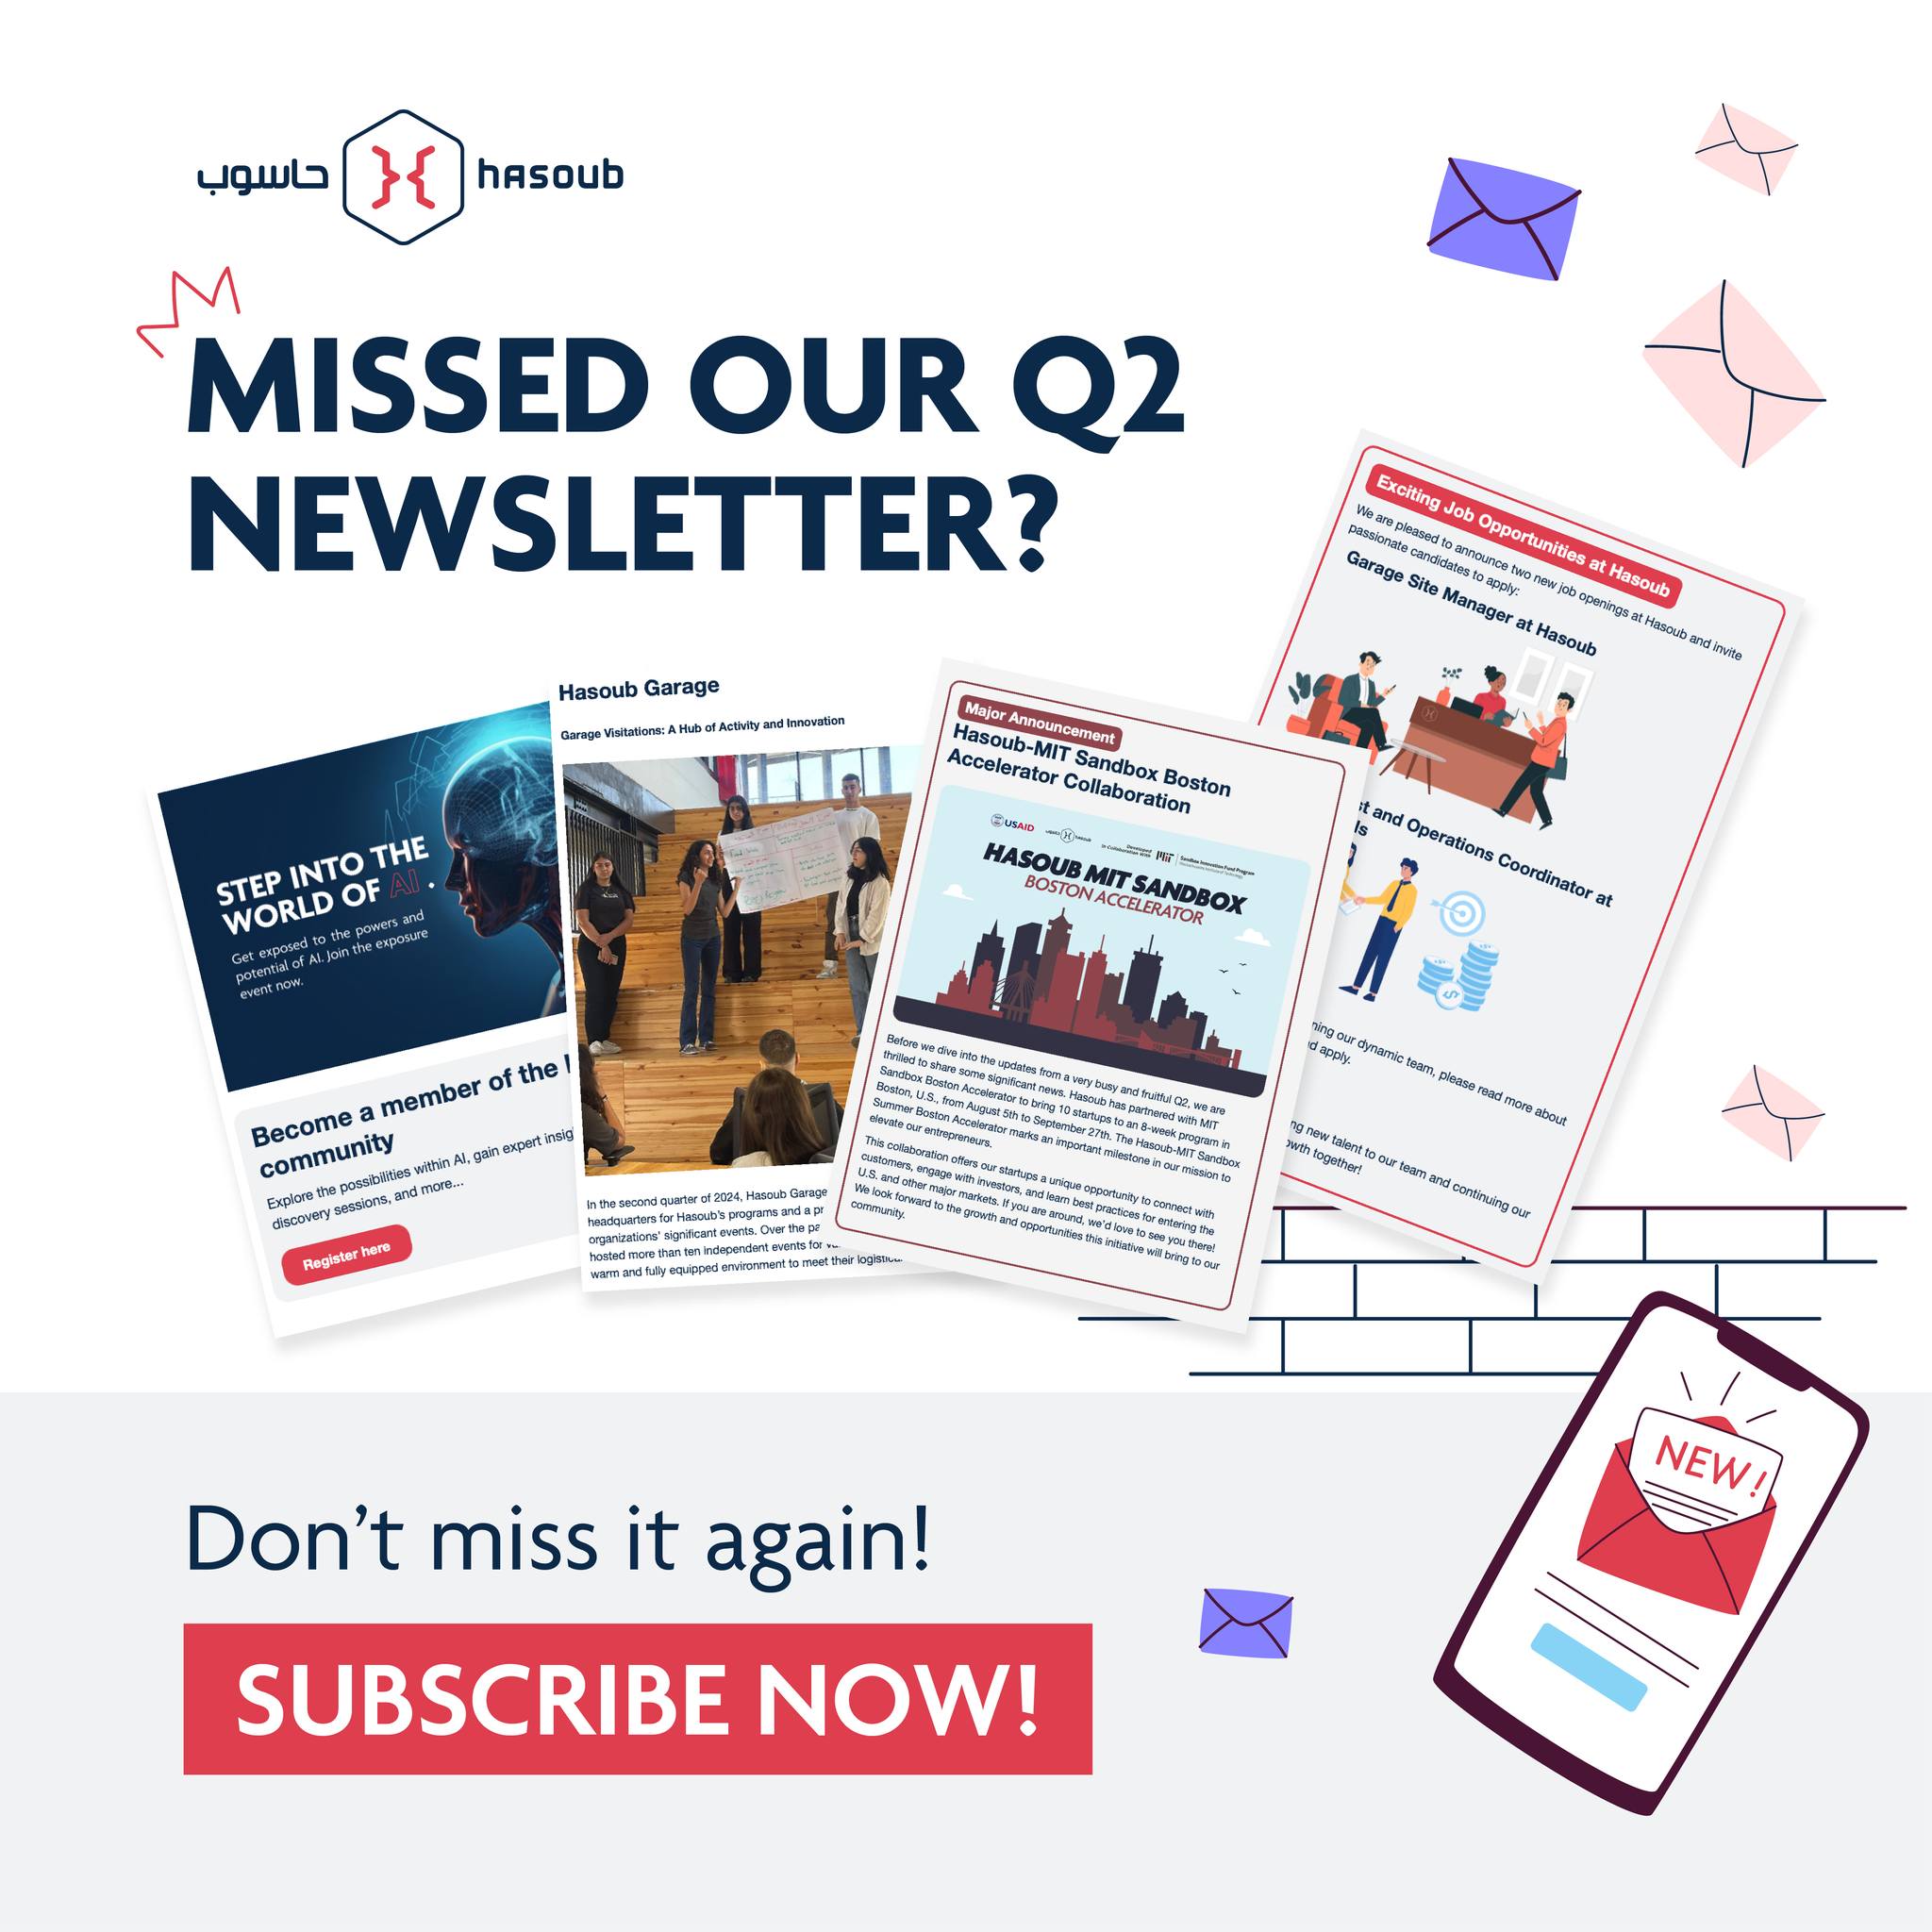 حاسوب
hasoub
MISSED OUR Q2
NEWSLETTER?
STEP INTO THE
WORLD OF AI.
Get exposed to the powers and
potential of AI. Join the exposure
event now.
Become a member of the
community
Explore the possibilities within AI, gain expert
discovery sessions, and more...
Register here
Hasoub Garage
Garage Visitations: A Hub of Activity and Innovation
In the second quarter of 2024, Hasoub Garage
headquarters for Hasoub's programs and a
organizations' significant events. Over the
hosted more than ten independent events for
warm and fully equipped environment to meet their
Major Announcement
Hasoub-MIT Sandbox Boston
Accelerator Collaboration
USAID
حاسوب hasoub
Developed
in Collaboration With
MIT
Sandbox Innovation Fund Program
HASOUB MIT SANDBOX
BOSTON ACCELERATOR
Before we dive into the updates from a very busy and fruitful Q2, we are
thrilled to share some significant news. Hasoub has partnered with MIT
Sandbox Boston Accelerator to bring 10 startups to an 8-week program in
Boston, U.S., from August 5th to September 27th. The Hasoub-MIT Sandbox
Summer Boston Accelerator marks an important milestone in our mission to
elevate our entrepreneurs.
This collaboration offers our startups a unique opportunity to connect with
customers, engage with investors, and learn best practices for entering the
U.S. and other major markets. If you are around, we'd love to see you there!
We look forward to the growth and opportunities this initiative will bring to our
community.
Exciting Job Opportunities at Hasoub
We are pleased to announce two new job openings at Hasoub and invite
passionate candidates to apply:
Garage Site Manager at Hasoub
and Operations Coordinator at
our dynamic team, please read more about
apply.
new talent to our team and continuing our
together!
NEW!
Don't miss it again!
SUBSCRIBE NOW!